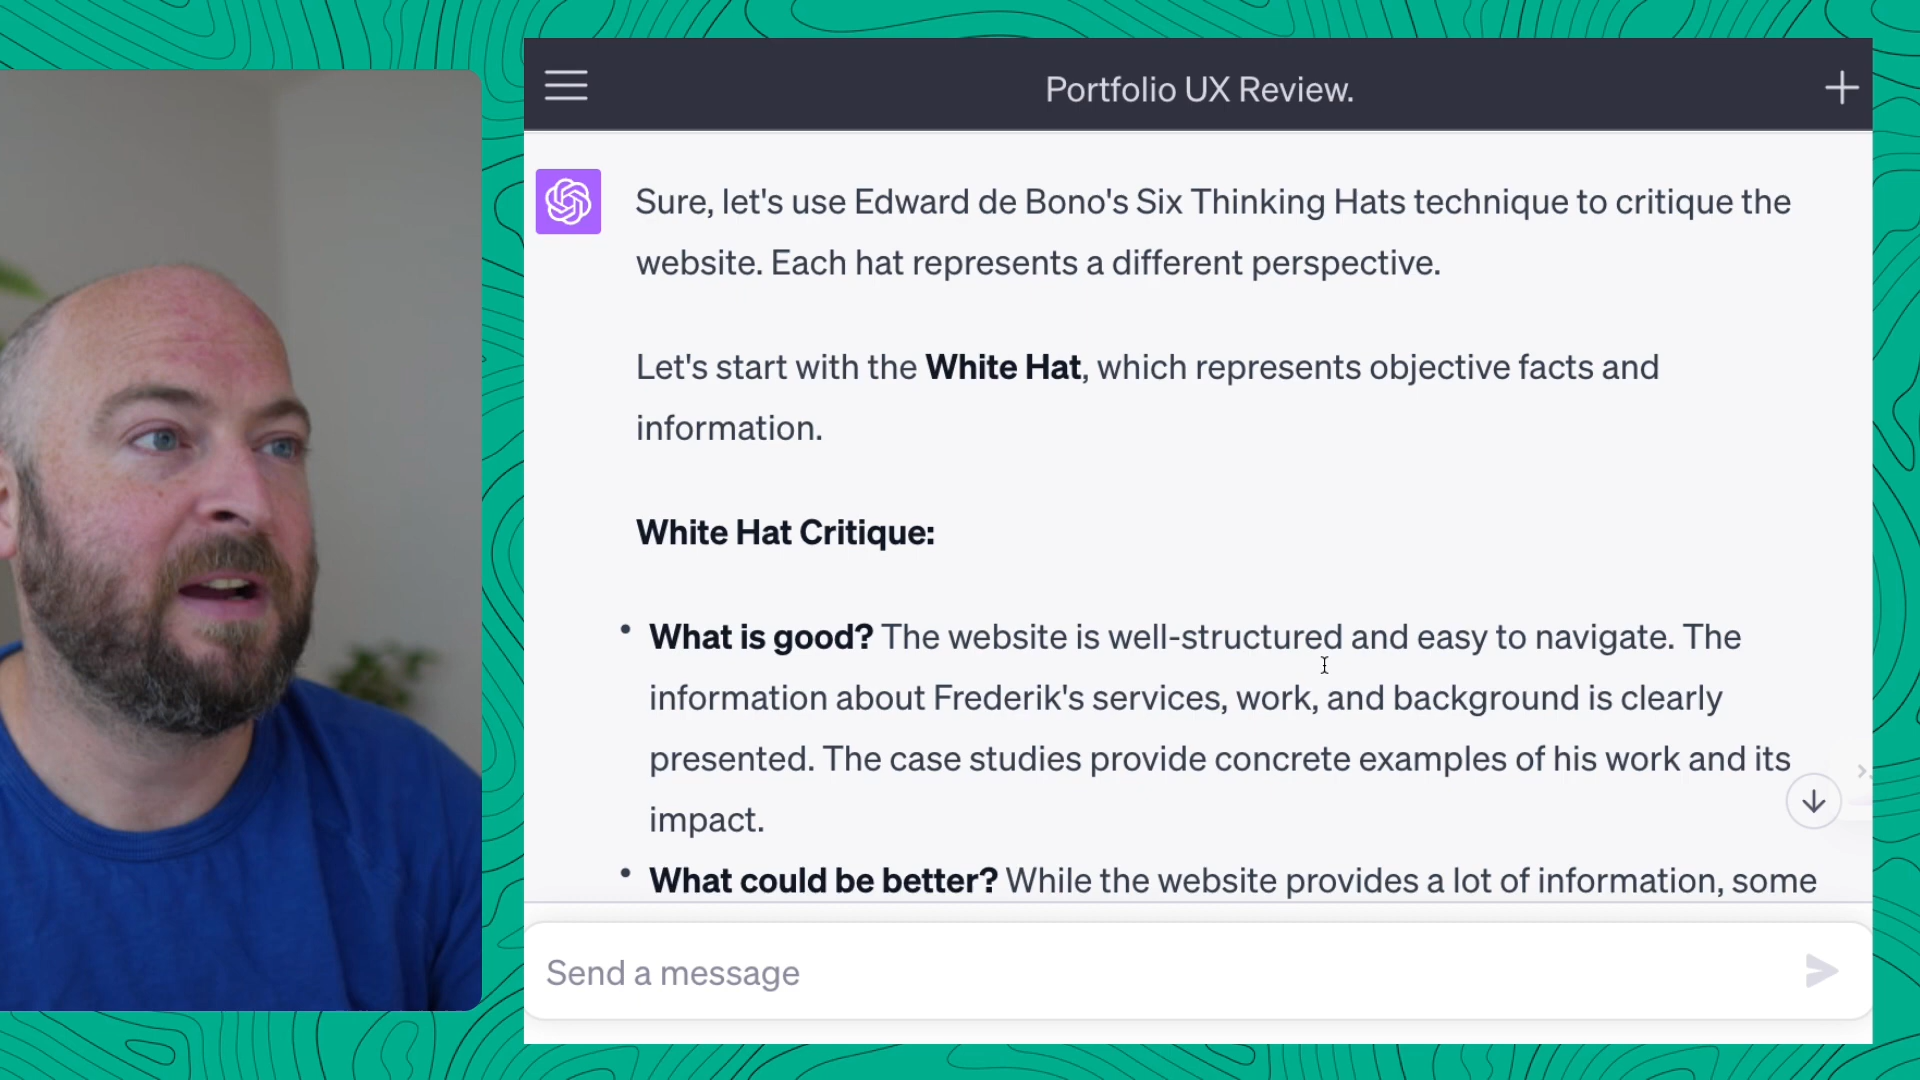 Portfolio UX Review.
Sure, let's use Edward de Bono's Six Thinking Hats technique to critique the
website. Each hat represents a different perspective.
Let's start with the White Hat, which represents objective facts and
information.
White Hat Critique:
• What is good? The website is well-structured and easy to navigate. The
information about Frederik's services, work, and background is clearly
presented. The case studies provide concrete examples of his work and its
impact.
• What could be better? While the website provides a lot of information, some
Send a message